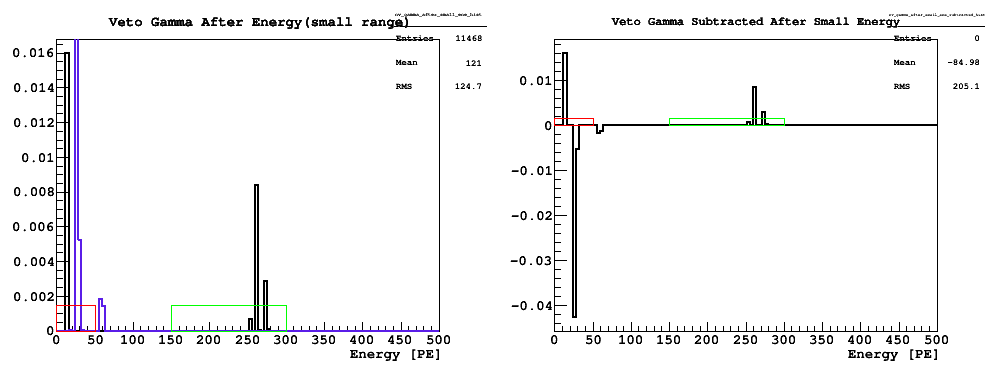 Veto Gamma After Energy(small range)
Entries 11468
Mean 121
RMS 124.7
0.016
0.014
0.012
0.01
0.008
0.006
0.004
0.002
0
0 50 100 150 200 250 300 350 400 450 500
Energy [PE]
Veto Gamma Subtracted After Small Energy
Entries 0
Mean -84.98
RMS 205.1
0.01
0
-0.01
-0.02
-0.03
-0.04
0 50 100 150 200 250 300 350 400 450 500
Energy [PE]